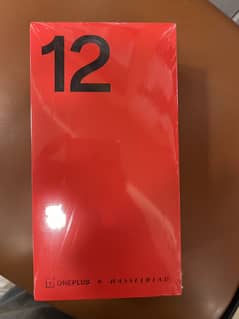 12
ONEPLUS × HASSELBLAD